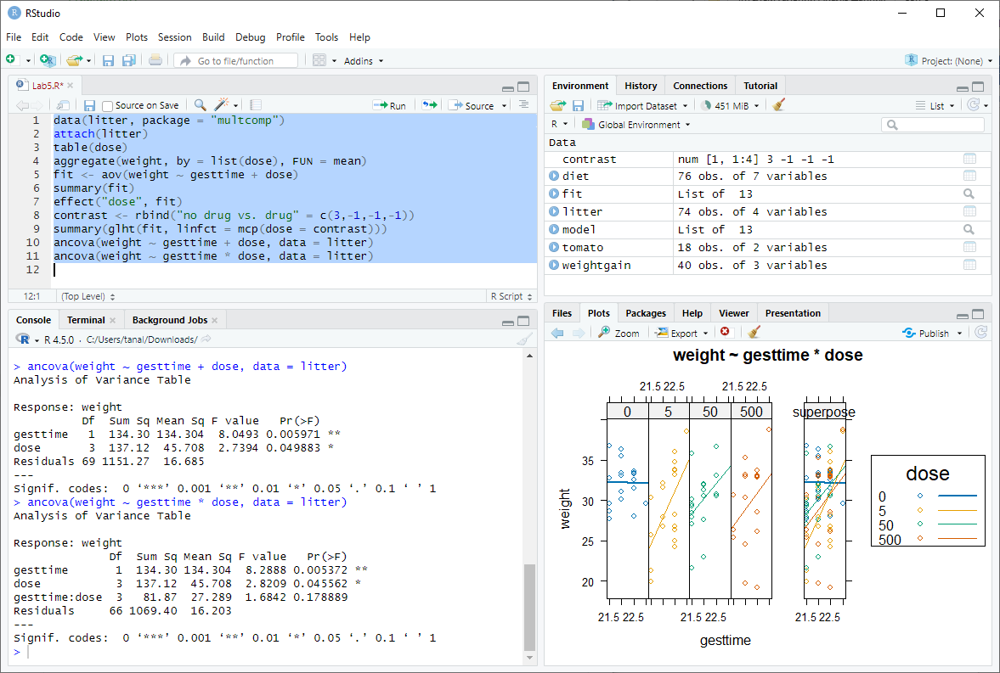 RStudio
File Edit Code View Plots Session Build Debug Profile Tools Help
Go to file/function Addins Project: (None)
Lab5.R*
Source on Save Run Source
1 data(litter, package = "multcomp")
2 attach(litter)
3 table(dose)
4 aggregate(weight, by = list(dose), FUN = mean)
5 fit <- aov(weight ~ gesttime + dose)
6 summary(fit)
7 effect("dose", fit)
8 contrast <- rbind("no drug vs. drug" = c(3,-1,-1,-1))
9 summary(glht(fit, linfct = mcp(dose = contrast)))
10 ancova(weight ~ gesttime + dose, data = litter)
11 ancova(weight ~ gesttime * dose, data = litter)
12
12:1 (Top Level) R Script
Console Terminal Background Jobs
R 4.5.0 · C:/Users/tanal/Downloads/
> ancova(weight ~ gesttime + dose, data = litter)
Analysis of Variance Table
Response: weight
Df Sum Sq Mean Sq F value Pr(>F)
gesttime 1 134.30 134.304 8.0493 0.005971 **
dose 3 137.12 45.708 2.7394 0.049883 *
Residuals 69 1151.27 16.685
---
Signif. codes: 0 ‘***’ 0.001 ‘**’ 0.01 ‘*’ 0.05 ‘.’ 0.1 ‘ ’ 1
> ancova(weight ~ gesttime * dose, data = litter)
Analysis of Variance Table
Response: weight
Df Sum Sq Mean Sq F value Pr(>F)
gesttime 1 134.30 134.304 8.2888 0.005372 **
dose 3 137.12 45.708 2.8209 0.045562 *
gesttime:dose 3 81.87 27.289 1.6842 0.178889
Residuals 66 1069.40 16.203
---
Signif. codes: 0 ‘***’ 0.001 ‘**’ 0.01 ‘*’ 0.05 ‘.’ 0.1 ‘ ’ 1
>
Environment History Connections Tutorial
Import Dataset 451 MiB List
R Global Environment
Data
contrast num [1, 1:4] 3 -1 -1 -1
diet 76 obs. of 7 variables
fit List of 13
litter 74 obs. of 4 variables
model List of 13
tomato 18 obs. of 2 variables
weightgain 40 obs. of 3 variables
Files Plots Packages Help Viewer Presentation
Zoom Export Publish
weight ~ gesttime * dose
21.5 22.5 21.5 22.5
0 5 50 500 superpose
35
30
25
20
weight
21.5 22.5 21.5 22.5 21.5 22.5
gesttime
dose
0
5
50
500